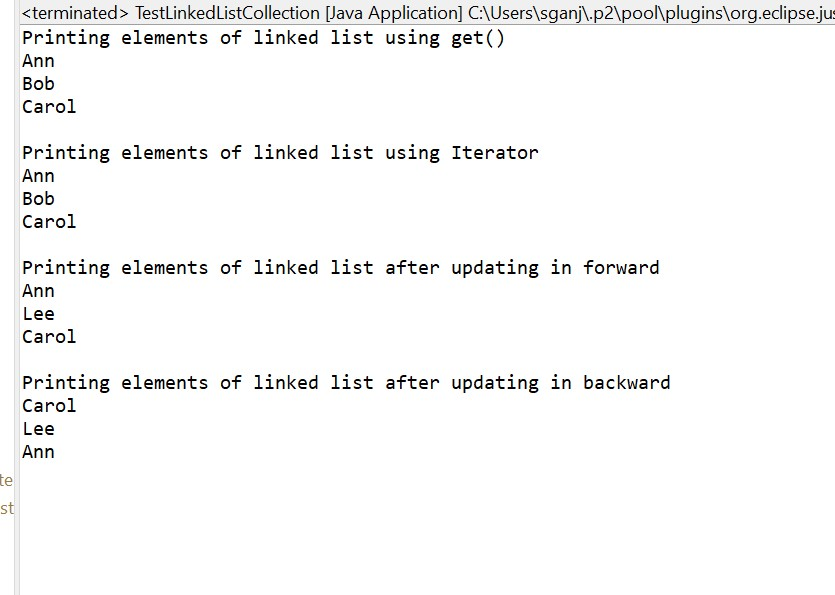 <terminated> TestLinkedListCollection [Java Application] C:\Users\sganj\.p2\pool\plugins\org.eclipse.jus
Printing elements of linked list using get()
Ann
Bob
Carol
Printing elements of linked list using Iterator
Ann
Bob
Carol
Printing elements of linked list after updating in forward
Ann
Lee
Carol
Printing elements of linked list after updating in backward
Carol
Lee
Ann
te
st